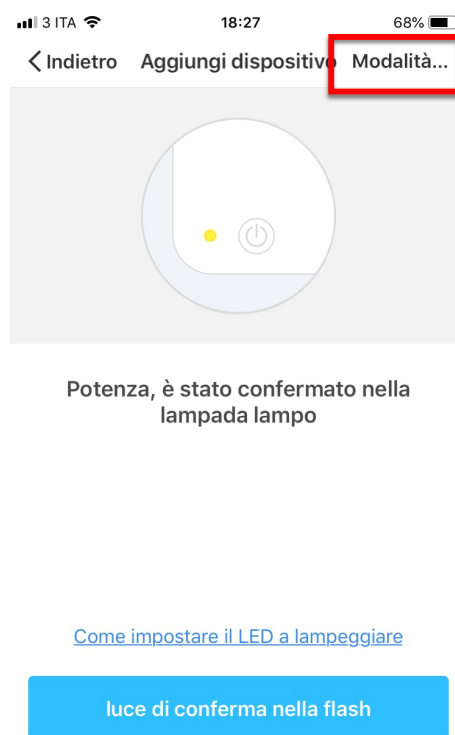 3 ITA 18:27 68%
Indietro Aggiungi dispositivo Modalità...
Potenza, è stato confermato nella
lampada lampo
Come impostare il LED a lampeggiare
luce di conferma nella flash